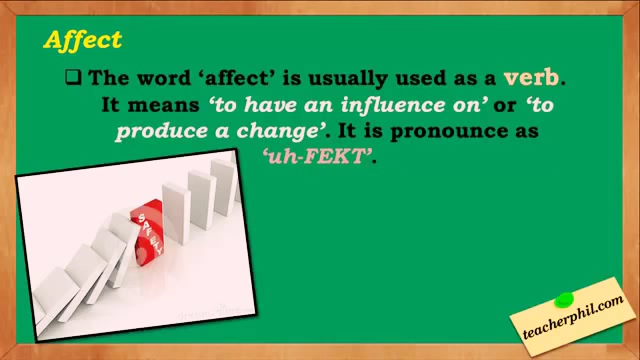 Affect
❑ The word ‘affect’ is usually used as a verb.
It means ‘to have an influence on’ or ‘to
produce a change’. It is pronounce as
‘uh-FEKT’.
SAFETY
teacherphil.com